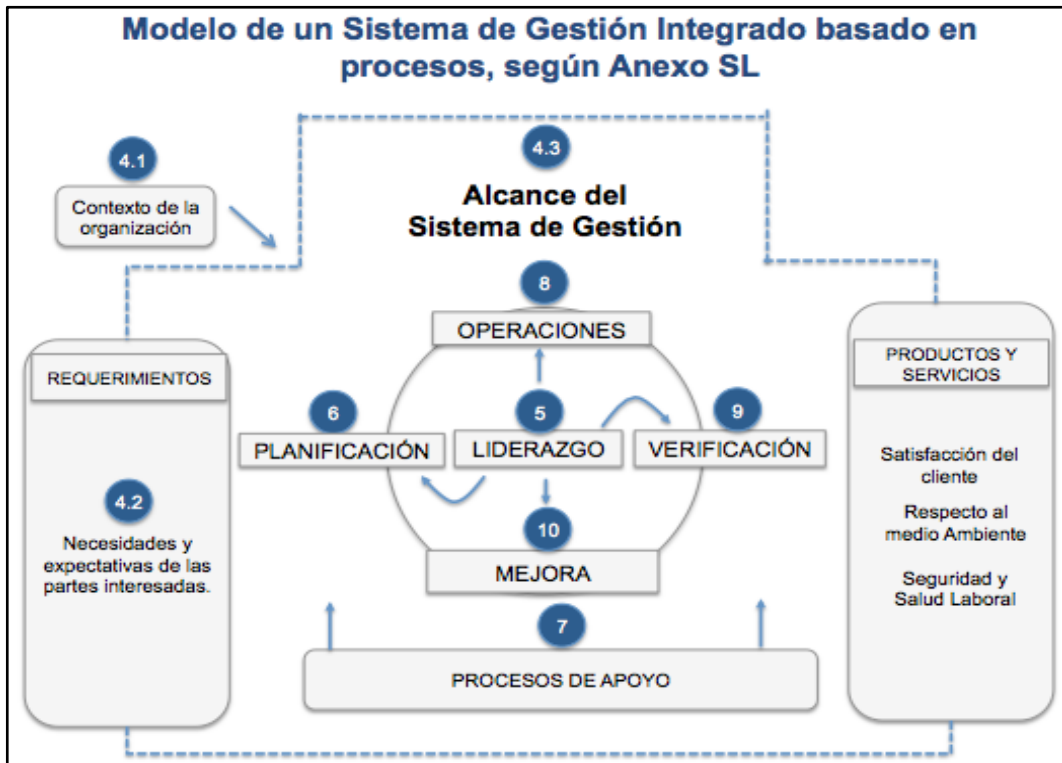 Modelo de un Sistema de Gestión Integrado basado en
procesos, según Anexo SL
4.1
Contexto de la
organización
4.3
Alcance del
Sistema de Gestión
REQUERIMIENTOS
4.2
Necesidades y
expectativas de las
partes interesadas.
8
OPERACIONES
6
PLANIFICACIÓN
5
LIDERAZGO
9
VERIFICACIÓN
10
MEJORA
7
PROCESOS DE APOYO
PRODUCTOS Y
SERVICIOS
Satisfacción del
cliente
Respecto al
medio Ambiente
Seguridad y
Salud Laboral